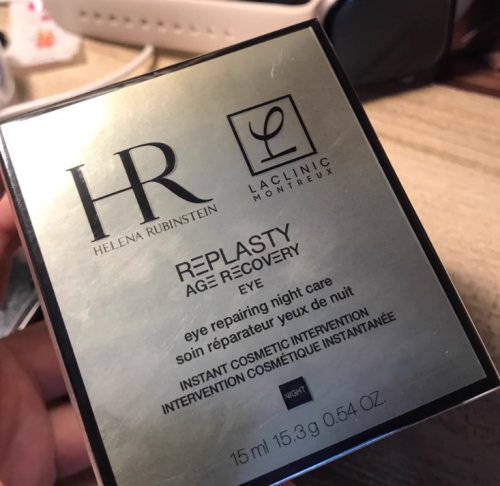 HR
HELENA RUBINSTEIN
LACLINIC
MONTREUX
REPLASTY
AGE RECOVERY
EYE
eye repairing night care
soin réparateur yeux de nuit
INSTANT COSMETIC INTERVENTION
INTERVENTION COSMÉTIQUE INSTANTANÉE
NIGHT
15 ml 15.3 g 0.54 OZ.